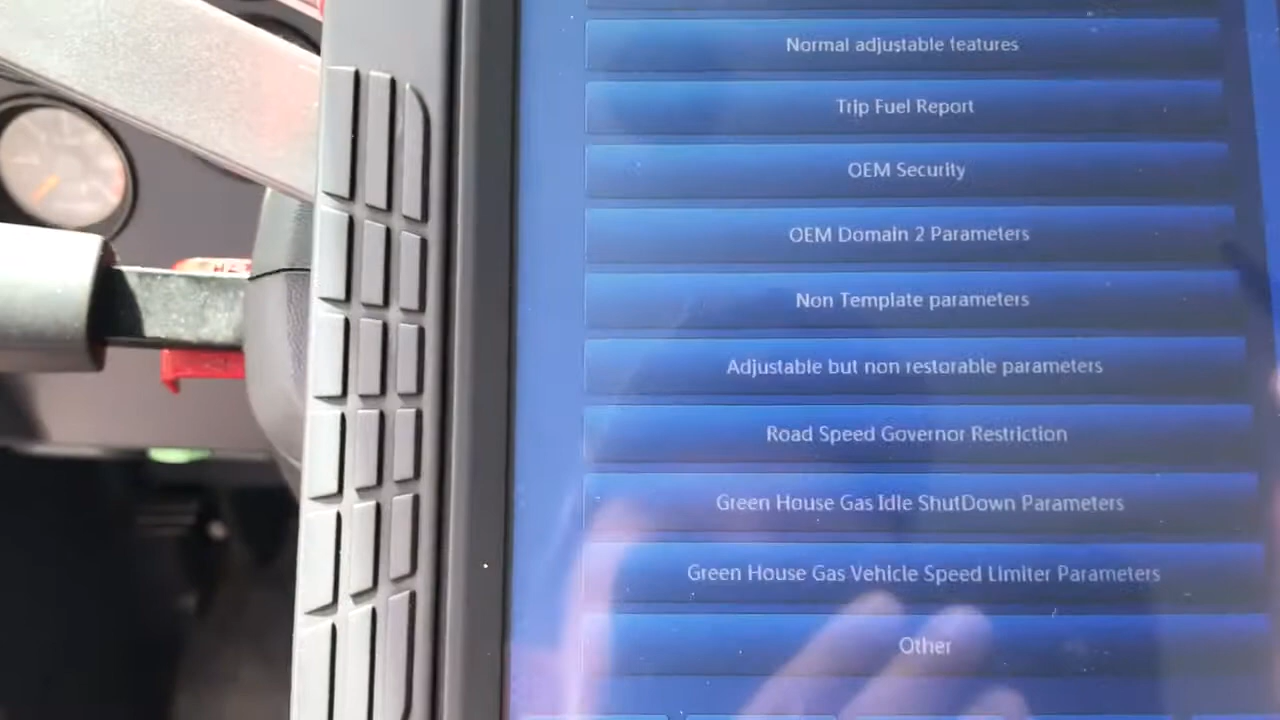 Normal adjustable features
Trip Fuel Report
OEM Security
OEM Domain 2 Parameters
Non Template parameters
Adjustable but non restorable parameters
Road Speed Governor Restriction
Green House Gas Idle ShutDown Parameters
Green House Gas Vehicle Speed Limiter Parameters
Other